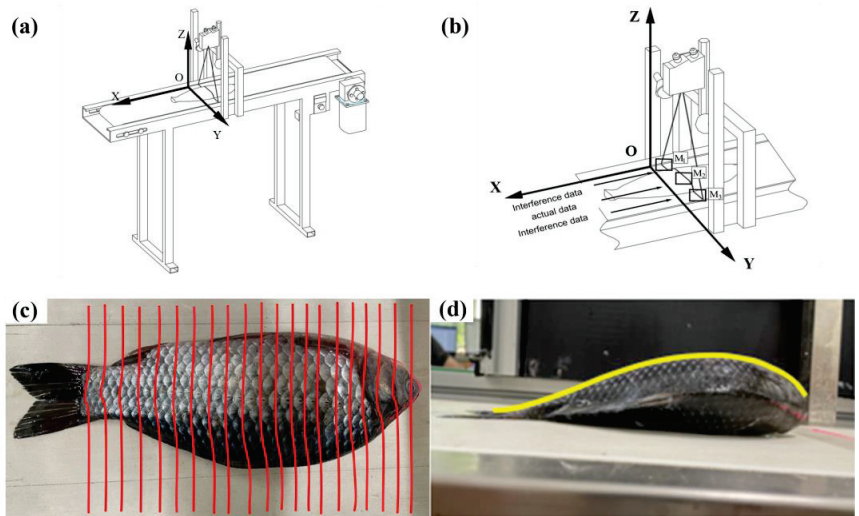 (a)
Z
O
X
Y
(b)
Z
O
M₁
M₂
M₃
X
Interference data
actual data
Interference data
Y
(c)
(d)